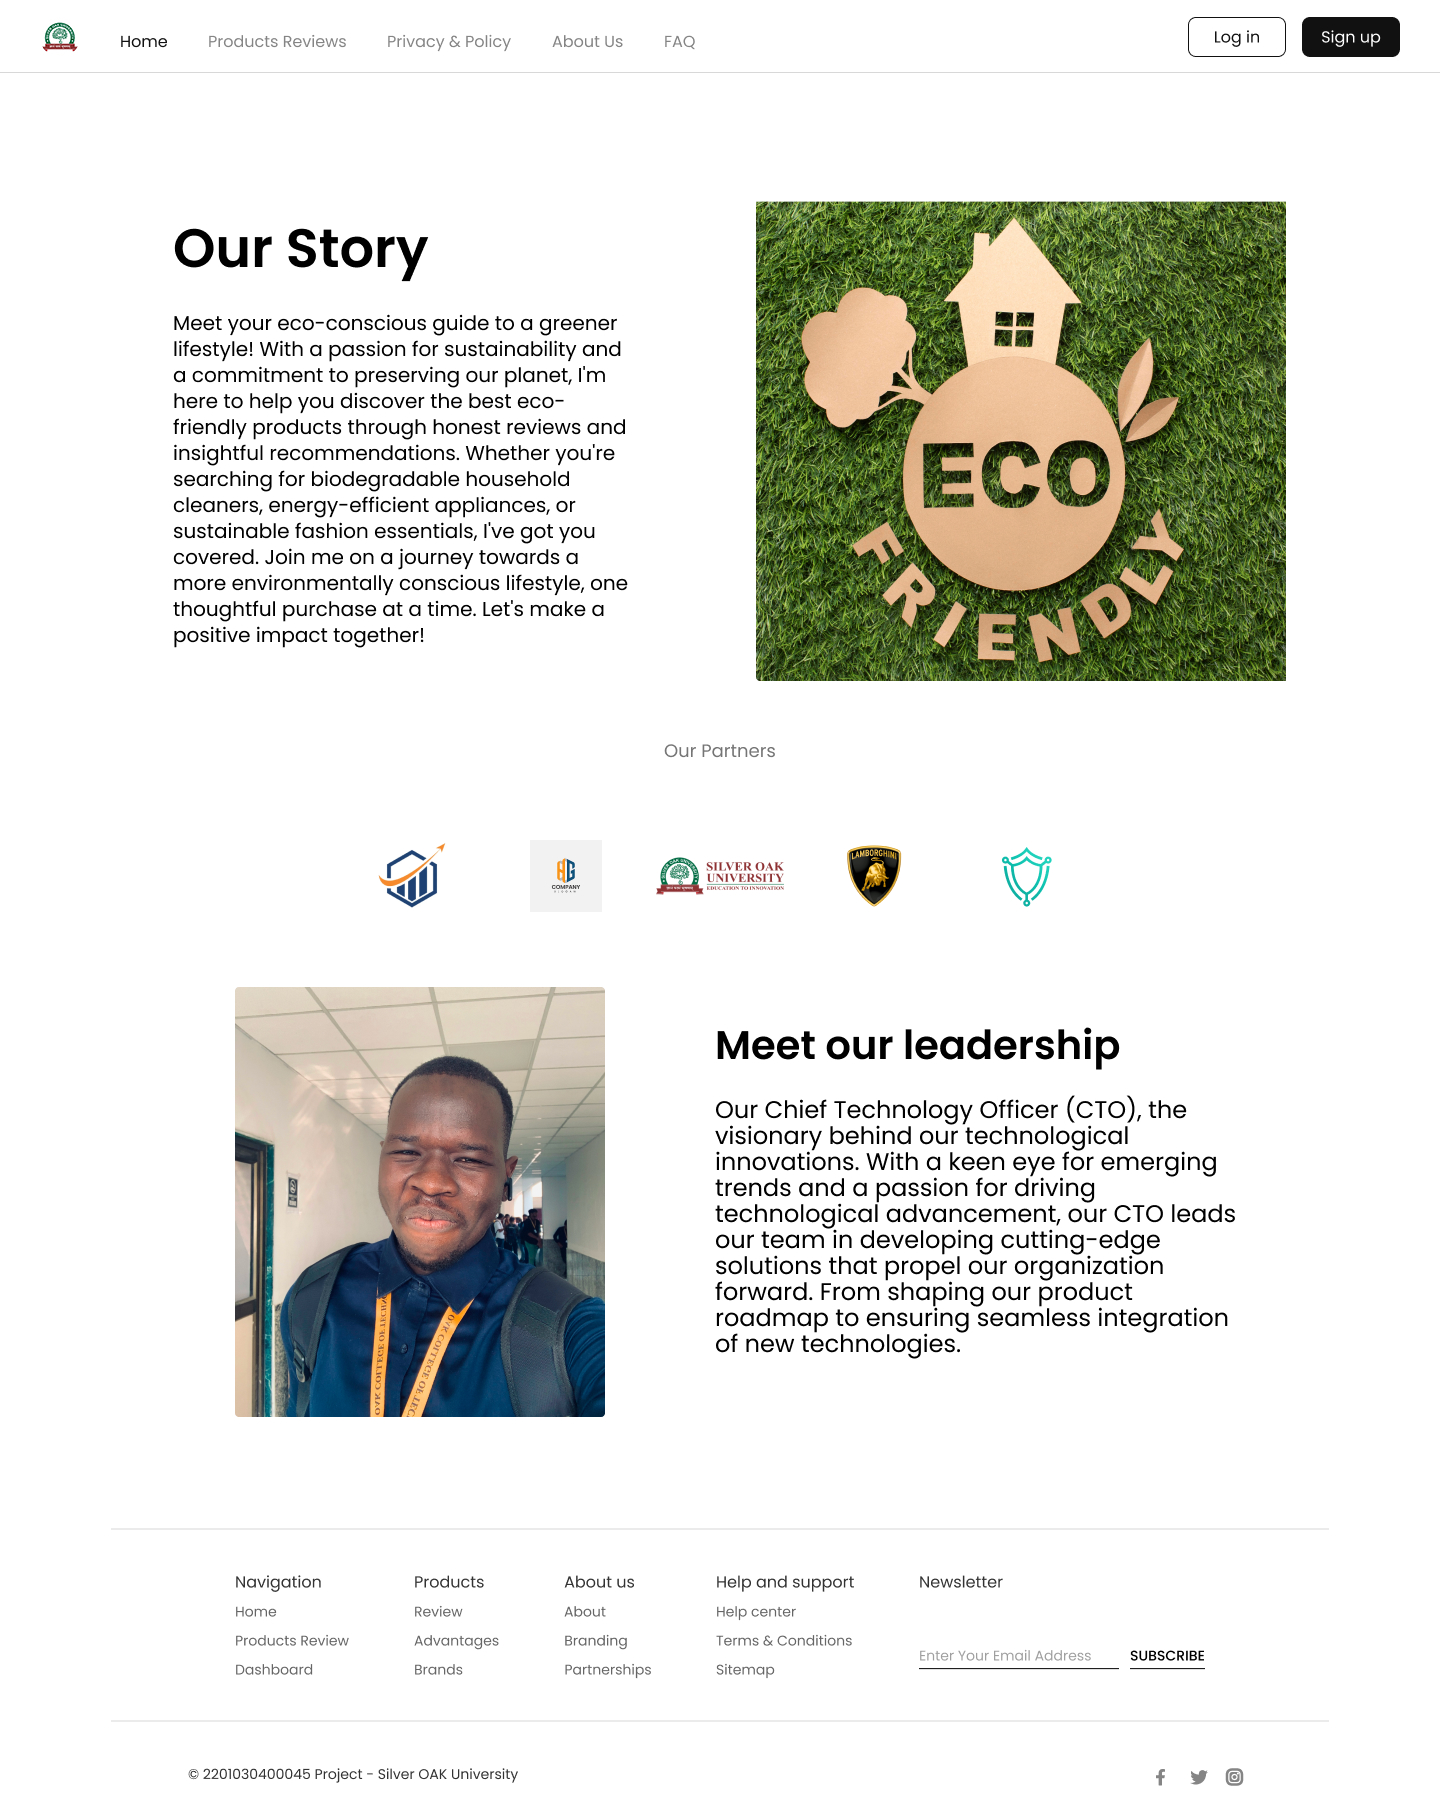 Home
Products Reviews
Privacy & Policy
About Us
FAQ
Log in
Sign up
Our Story
Meet your eco-conscious guide to a greener
lifestyle! With a passion for sustainability and
a commitment to preserving our planet, I'm
here to help you discover the best eco-
friendly products through honest reviews and
insightful recommendations. Whether you're
searching for biodegradable household
cleaners, energy-efficient appliances, or
sustainable fashion essentials, I've got you
covered. Join me on a journey towards a
more environmentally conscious lifestyle, one
thoughtful purchase at a time. Let's make a
positive impact together!
ECO
FRIENDLY
Our Partners
COMPANY
SILVER OAK
UNIVERSITY
EDUCATION TO INNOVATION
LAMBORGHINI
Meet our leadership
Our Chief Technology Officer (CTO), the
visionary behind our technological
innovations. With a keen eye for emerging
trends and a passion for driving
technological advancement, our CTO leads
our team in developing cutting-edge
solutions that propel our organization
forward. From shaping our product
roadmap to ensuring seamless integration
of new technologies.
OAK COLLEGE OF TECHN
OAK COLLEGE OF TEC
Navigation
Home
Products Review
Dashboard
Products
Review
Advantages
Brands
About us
About
Branding
Partnerships
Help and support
Help center
Terms & Conditions
Sitemap
Newsletter
Enter Your Email Address
SUBSCRIBE
© 2201030400045 Project - Silver OAK University